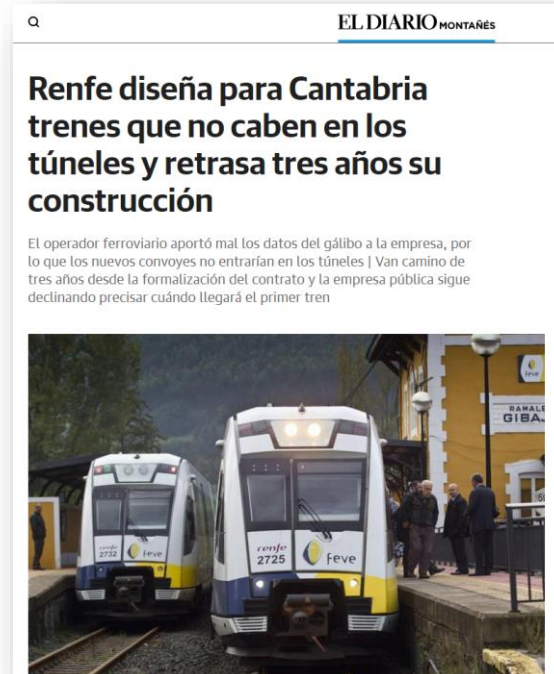 EL DIARIO MONTAÑÉS
Renfe diseña para Cantabria
trenes que no caben en los
túneles y retrasa tres años su
construcción
El operador ferroviario aportó mal los datos del gálibo a la empresa, por
lo que los nuevos convoyes no entrarían en los túneles | Van camino de
tres años desde la formalización del contrato y la empresa pública sigue
declinando precisar cuándo llegará el primer tren
feve
RAMALE
GIBAJ
renfe
2732
feve
renfe
2725
feve